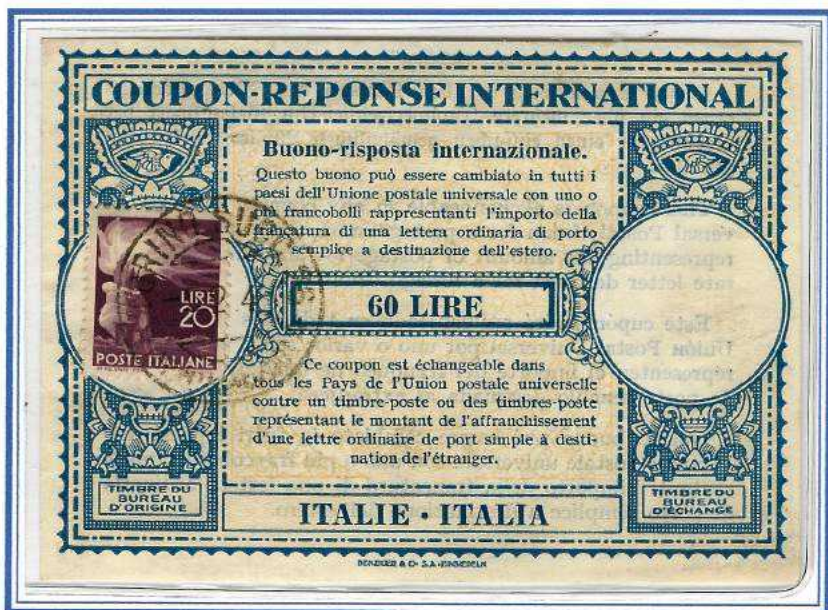 COUPON-REPONSE INTERNATIONAL
Buono-risposta internazionale.
Questo buono può essere cambiato in tutti i
paesi dell'Unione postale universale con uno o
più francobolli rappresentanti l'importo della
francatura di una lettera ordinaria di porto
semplice a destinazione dell'estero.
LIRE
20
POSTE ITALIANE
60 LIRE
Ce coupon est échangeable dans
tous les Pays de l'Union postale universelle
contre un timbre-poste ou des timbres-poste
représentant le montant de l'affranchissement
d'une lettre ordinaire de port simple à desti-
nation de l'étranger.
TIMBRE DU
BUREAU
D'ORIGINE
ITALIE · ITALIA
TIMBRE DU
BUREAU
D'ÉCHANGE
BENZIGER & Co S.A. EINSIEDELN